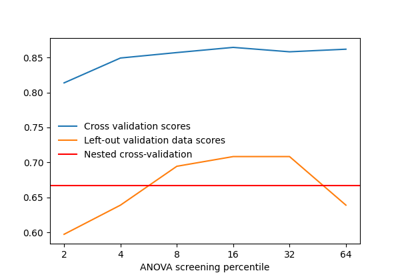 0.85
0.80
0.75
0.70
0.65
0.60
Cross validation scores
Left-out validation data scores
Nested cross-validation
2 4 8 16 32 64
ANOVA screening percentile